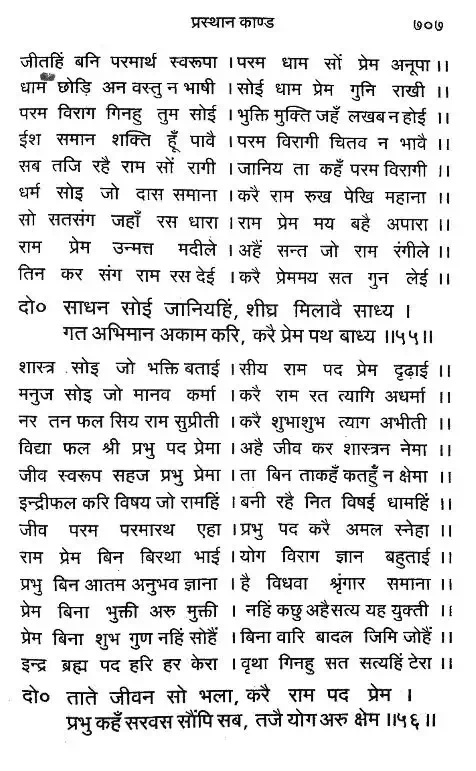 प्रस्थान काण्ड ७०७
जीतहिं बनि परमार्थ स्वरूपा । परम धाम सों प्रेम अनूपा ।।
धाम छोड़ि अन वस्तु न भाषी । सोई धाम प्रेम गुनि राखी ।।
परम विराग गिनहु तुम सोई । भुक्ति मुक्ति जहँ लखब न होई ।।
ईश समान शक्ति हूँ पावै । परम विरागी चितव न भावै ।।
सब तजि रहै राम सों रागी । जानिय ता कहँ परम विरागी ।।
धर्म सोइ जो दास समाना । करै राम रुख पेखि महाना ।।
सो सतसंग जहाँ रस धारा । राम प्रेम मय बहै अपारा ।।
राम प्रेम उन्मत्त मदीले । अहैं सन्त जो राम रंगीले ।।
तिन कर संग राम रस देई । करै प्रेममय सत गुन लेई ।।
दो० साधन सोई जानियहिं, शीघ्र मिलावै साध्य ।
गत अभिमान अकाम करि, करै प्रेम पथ बाध्य ।।५५।।
शास्त्र सोइ जो भक्ति बताई । सीय राम पद प्रेम दृढ़ाई ।।
मनुज सोइ जो मानव कर्मा । करै राम रत त्यागि अधर्मा ।।
नर तन फल सिय राम सुप्रीती । करै शुभाशुभ त्याग अभीती ।।
विद्या फल श्री प्रभु पद प्रेमा । अहै जीव कर शास्त्रन नेमा ।।
जीव स्वरूप सहज प्रभु प्रेमा । ता बिन ताकहँ कतहुँ न क्षेमा ।।
इन्द्रीफल करि विषय जो रामहिं । बनी रहै नित विषई धामहिं ।।
जीव परम परमारथ एहा । प्रभु पद करै अमल स्नेहा ।।
राम प्रेम बिन बिरथा भाई । योग विराग ज्ञान बहुताई ।।
प्रभु बिन आतम अनुभव ज्ञाना । है विधवा श्रृंगार समाना ।।
प्रेम बिना भुक्ती अरु मुक्ती । नहिं कछु अहै सत्य यह युक्ती ।।
प्रेम बिना शुभ गुण नहिं सोहैं । बिना वारि बादल जिमि जोहैं ।।
इन्द्र ब्रह्म पद हरि हर केरा । वृथा गिनहु सत सत्यहिं टेरा ।।
दो० ताते जीवन सो भला, करै राम पद प्रेम ।
प्रभु कहँ सरवस सौंपि सब, तजै योग अरु क्षेम ।।५६।।